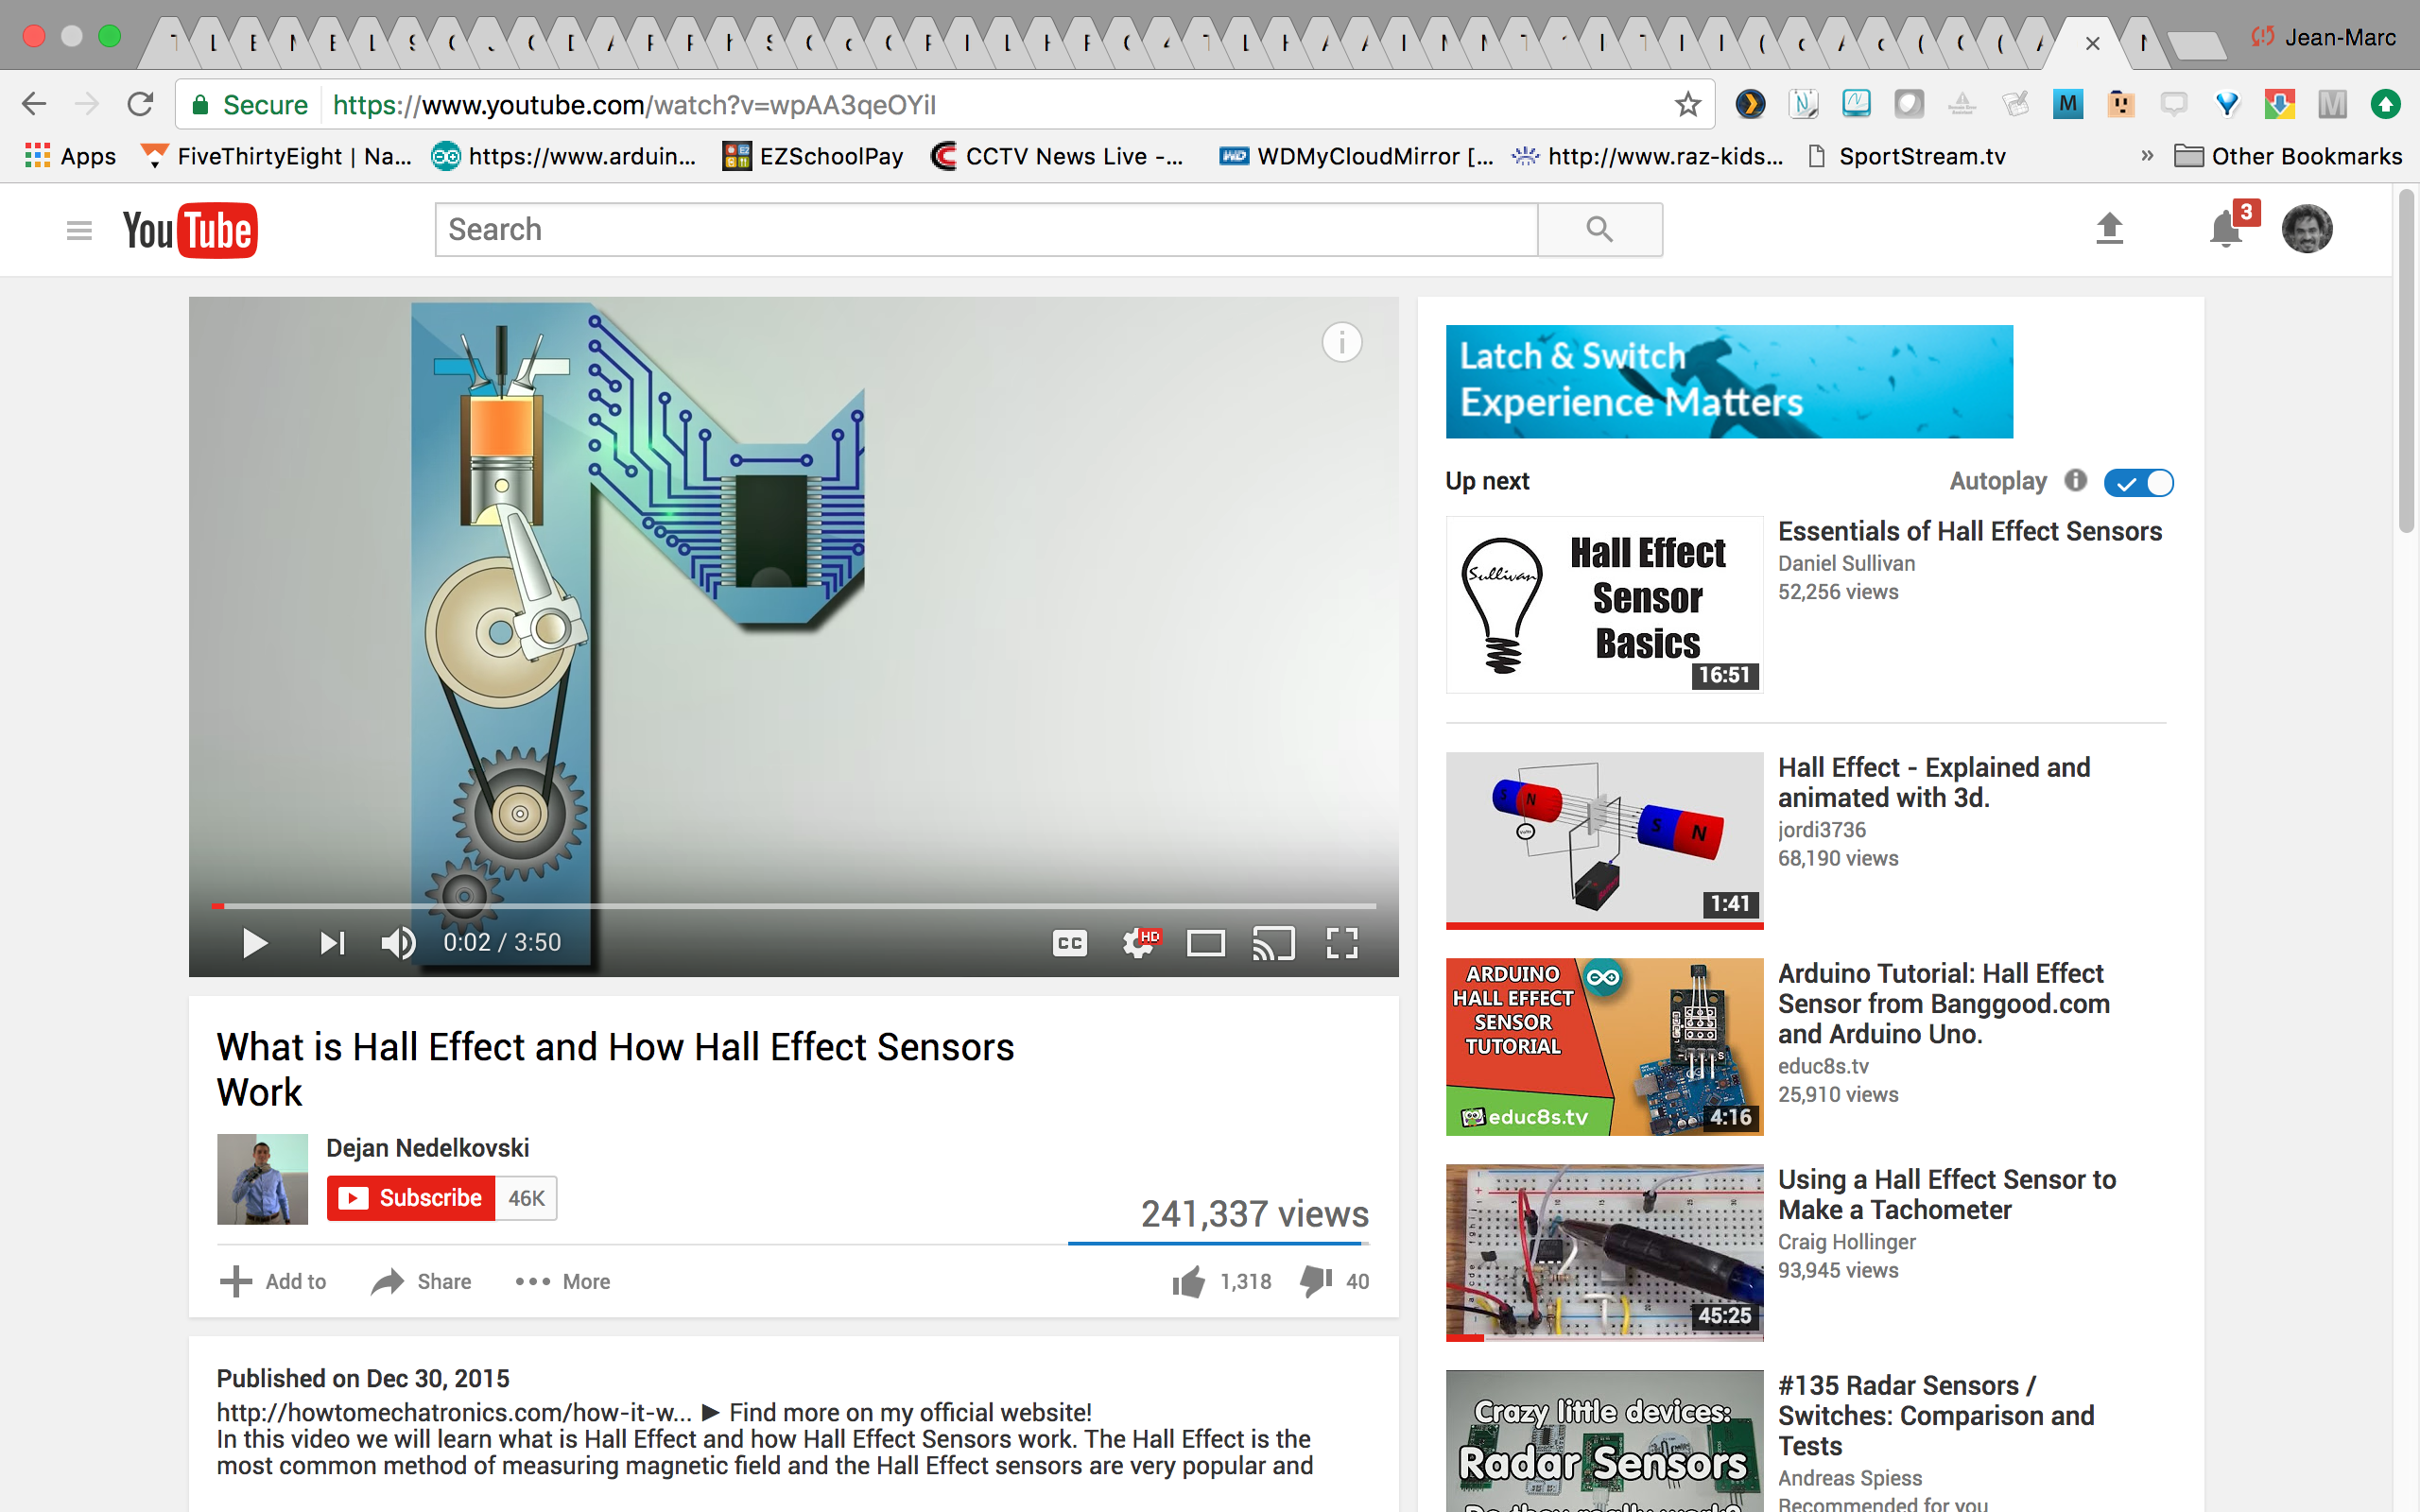 Jean-Marc
Secure https://www.youtube.com/watch?v=wpAA3qeOYiI
Apps FiveThirtyEight | Na... https://www.arduin... EZSchoolPay CCTV News Live -... WDMyCloudMirror [... http://www.raz-kids... SportStream.tv » Other Bookmarks
YouTube Search 3
Latch & Switch
Experience Matters
Up next Autoplay
Sullivan
Hall Effect
Sensor
Basics
16:51
Essentials of Hall Effect Sensors
Daniel Sullivan
52,256 views
S N
S N
1:41
Hall Effect - Explained and
animated with 3d.
jordi3736
68,190 views
0:02 / 3:50
CC HD
ARDUINO
HALL EFFECT
SENSOR
TUTORIAL
educ8s.tv
4:16
Arduino Tutorial: Hall Effect
Sensor from Banggood.com
and Arduino Uno.
educ8s.tv
25,910 views
What is Hall Effect and How Hall Effect Sensors
Work
Dejan Nedelkovski
Subscribe 46K
241,337 views
Add to Share More 1,318 40
45:25
Using a Hall Effect Sensor to
Make a Tachometer
Craig Hollinger
93,945 views
Published on Dec 30, 2015
http://howtomechatronics.com/how-it-w... ► Find more on my official website!
In this video we will learn what is Hall Effect and how Hall Effect Sensors work. The Hall Effect is the
most common method of measuring magnetic field and the Hall Effect sensors are very popular and
Crazy little devices:
Radar Sensors
Do they really work?
#135 Radar Sensors /
Switches: Comparison and
Tests
Andreas Spiess
Recommended for you